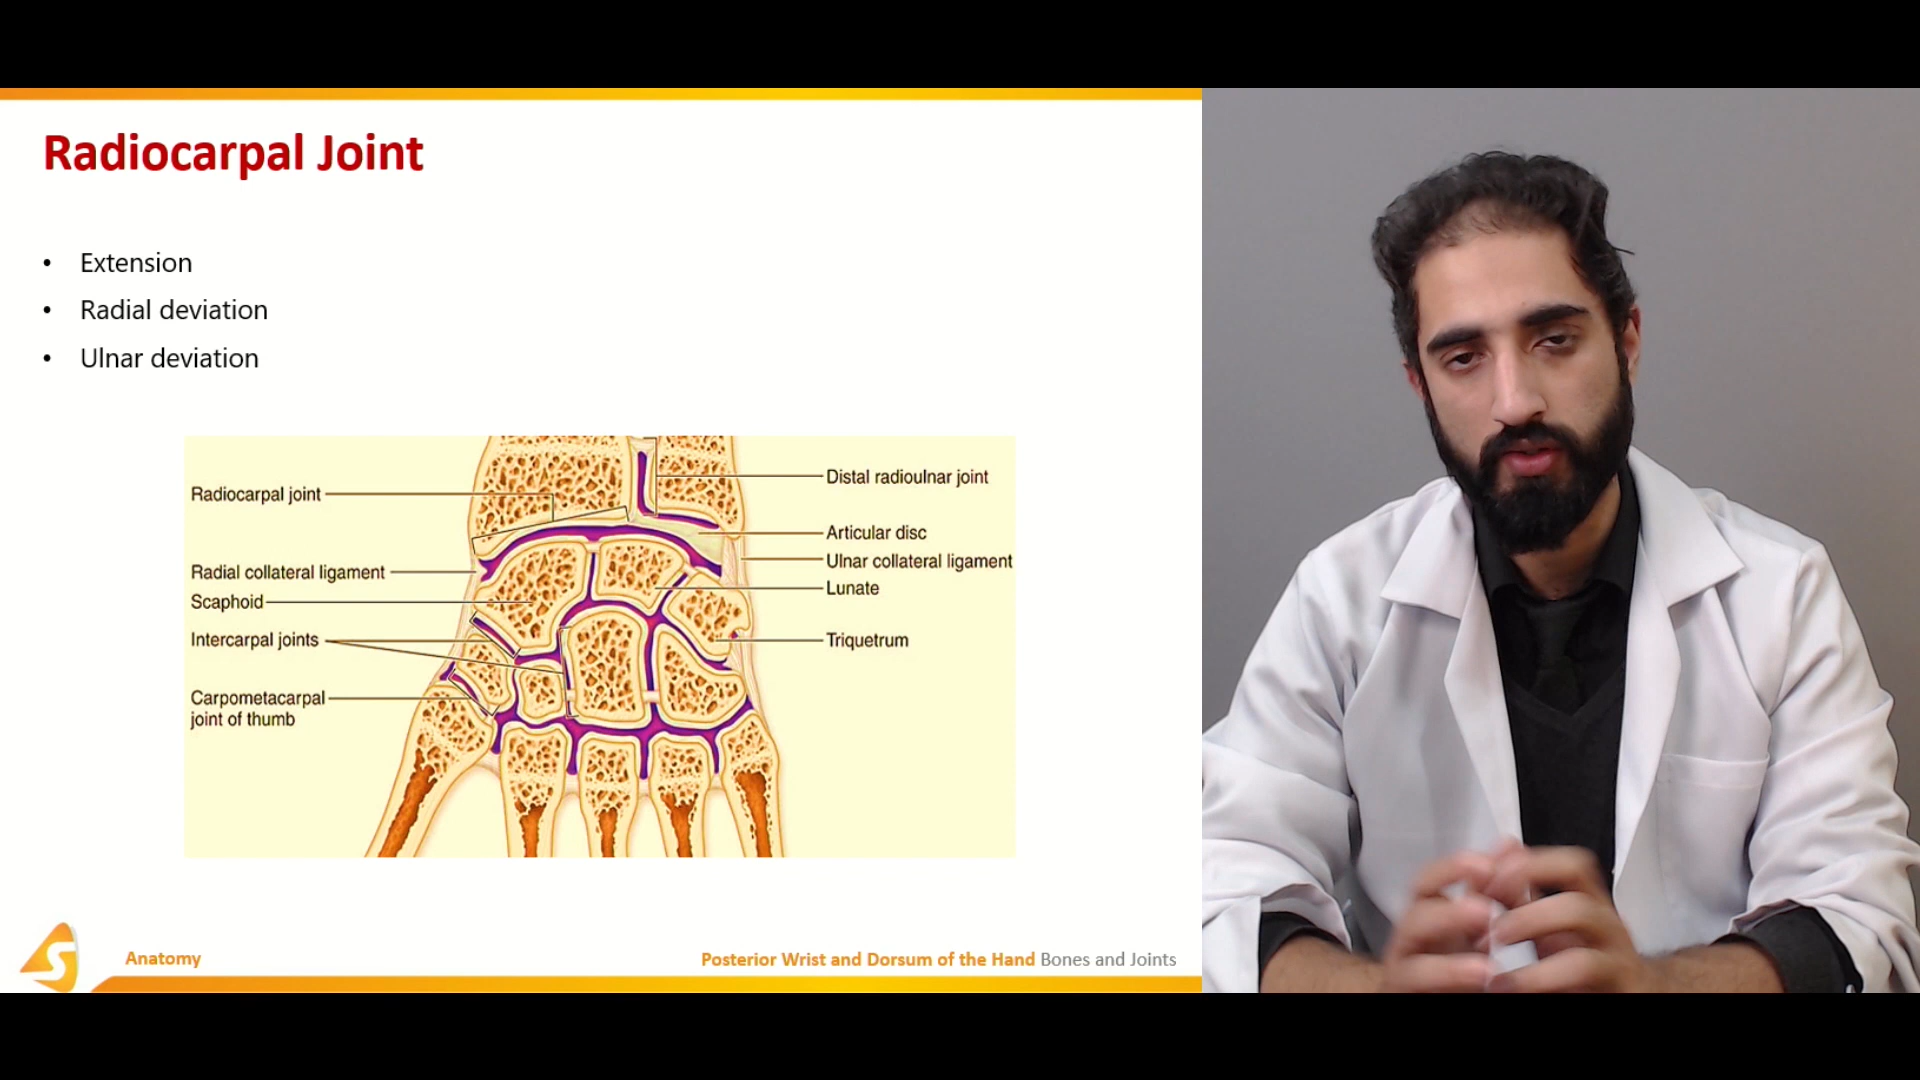 Radiocarpal Joint
• Extension
• Radial deviation
• Ulnar deviation
Radiocarpal joint
Radial collateral ligament
Scaphoid
Intercarpal joints
Carpometacarpal
joint of thumb
Distal radioulnar joint
Articular disc
Ulnar collateral ligament
Lunate
Triquetrum
S
Anatomy
Posterior Wrist and Dorsum of the Hand Bones and Joints